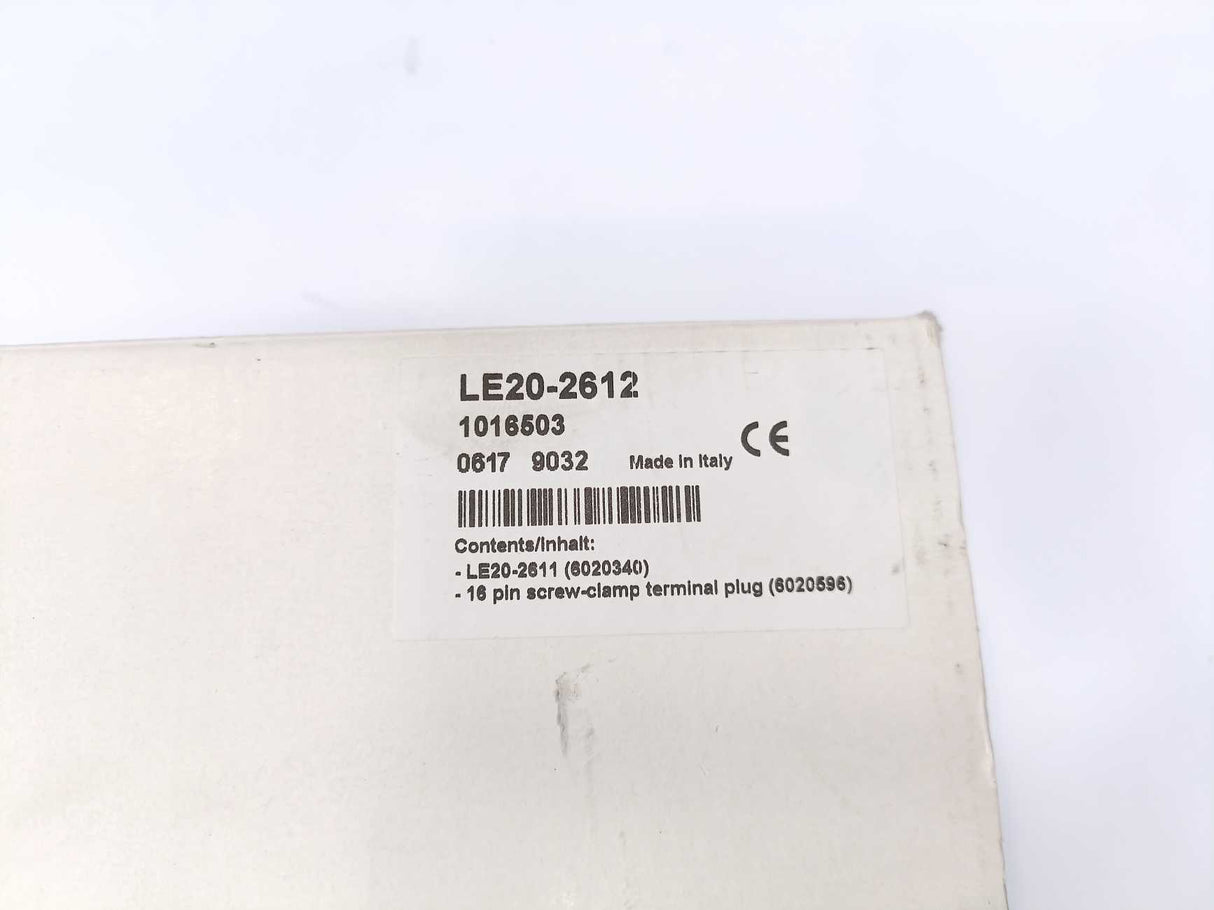 LE20-2612
1016503
0617 9032 Made in Italy CE
Contents/Inhalt:
- LE20-2611 (6020340)
- 16 pin screw-clamp terminal plug (6020596)